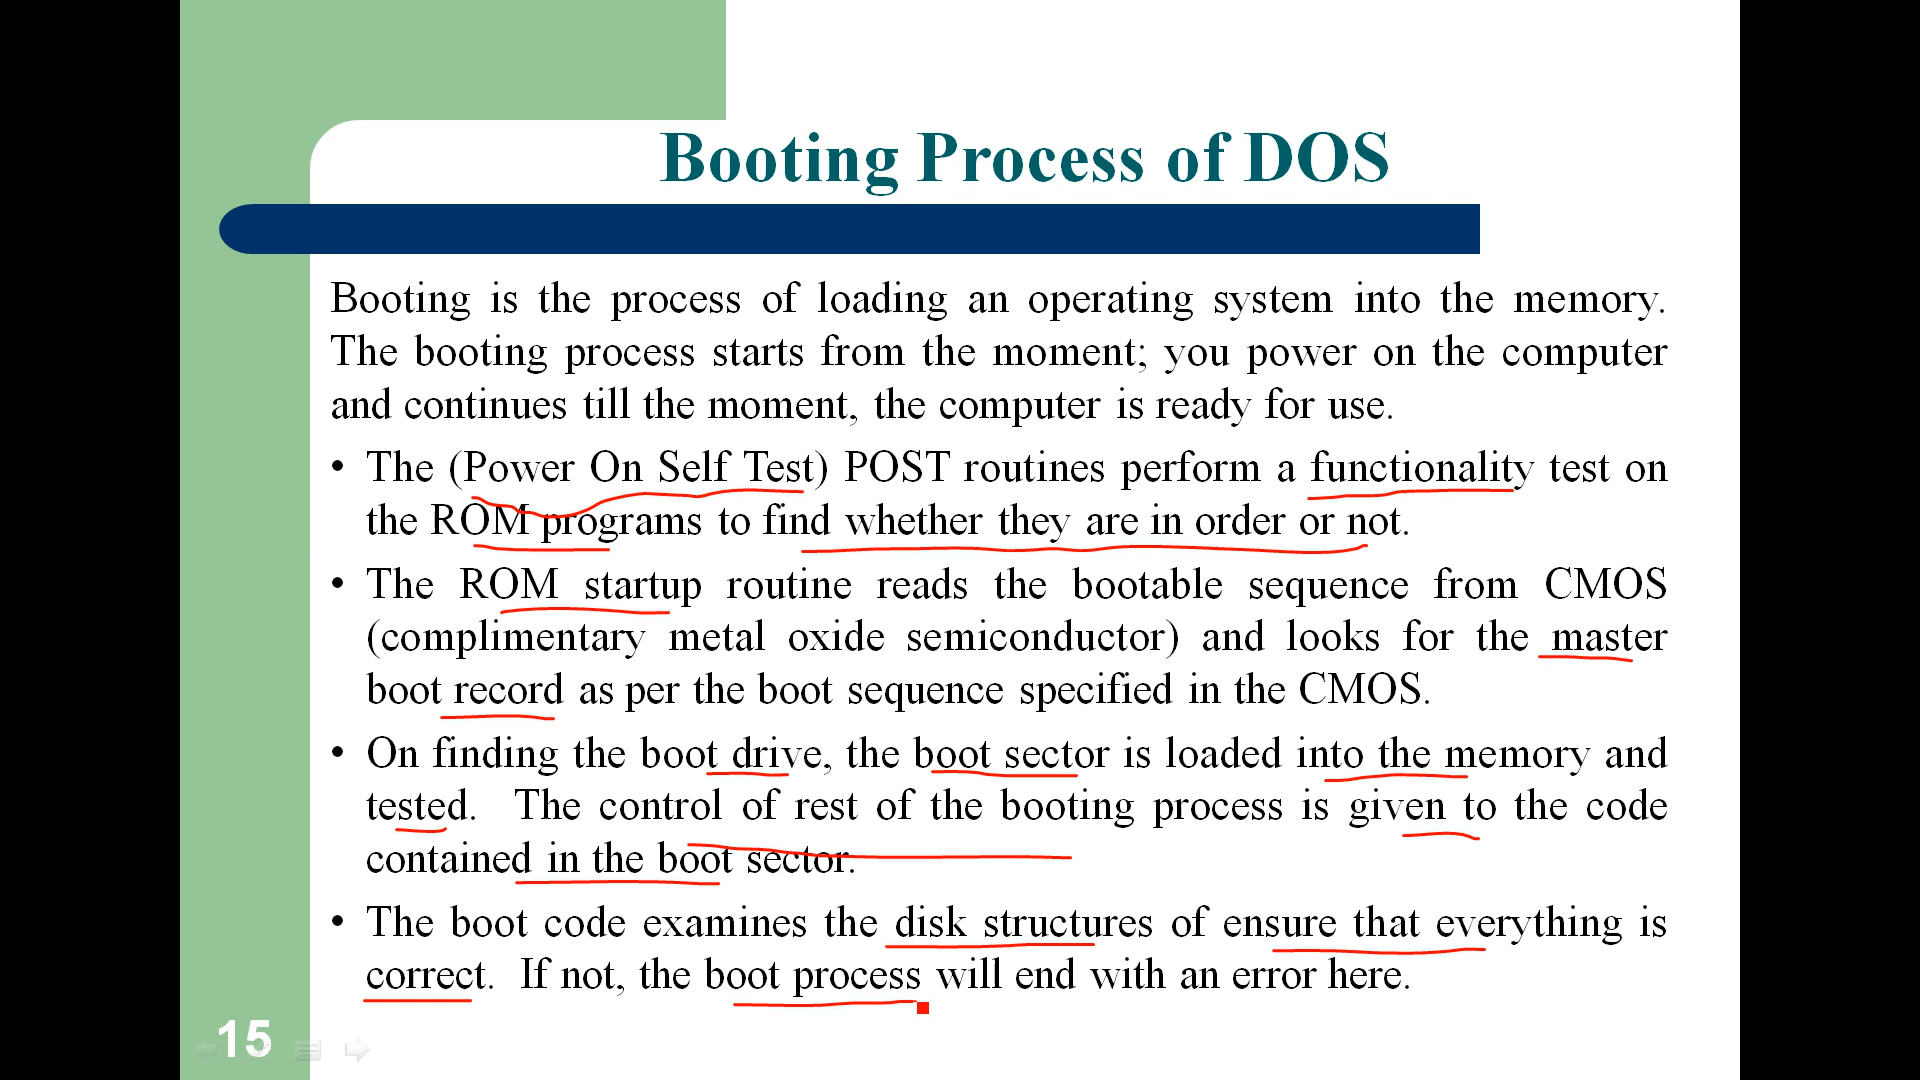 Booting Process of DOS
Booting is the process of loading an operating system into the memory.
The booting process starts from the moment; you power on the computer
and continues till the moment, the computer is ready for use.
• The (Power On Self Test) POST routines perform a functionality test on
the ROM programs to find whether they are in order or not.
• The ROM startup routine reads the bootable sequence from CMOS
(complimentary metal oxide semiconductor) and looks for the master
boot record as per the boot sequence specified in the CMOS.
• On finding the boot drive, the boot sector is loaded into the memory and
tested. The control of rest of the booting process is given to the code
contained in the boot sector.
• The boot code examines the disk structures of ensure that everything is
correct. If not, the boot process will end with an error here.
15